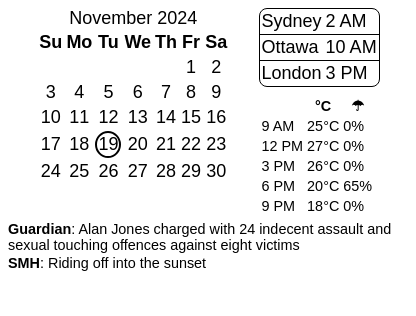 November 2024
Su Mo Tu We Th Fr Sa
1 2
3 4 5 6 7 8 9
10 11 12 13 14 15 16
17 18 19 20 21 22 23
24 25 26 27 28 29 30
Sydney 2 AM
Ottawa 10 AM
London 3 PM
°C ☂
9 AM 25°C 0%
12 PM 27°C 0%
3 PM 26°C 0%
6 PM 20°C 65%
9 PM 18°C 0%
Guardian: Alan Jones charged with 24 indecent assault and
sexual touching offences against eight victims
SMH: Riding off into the sunset